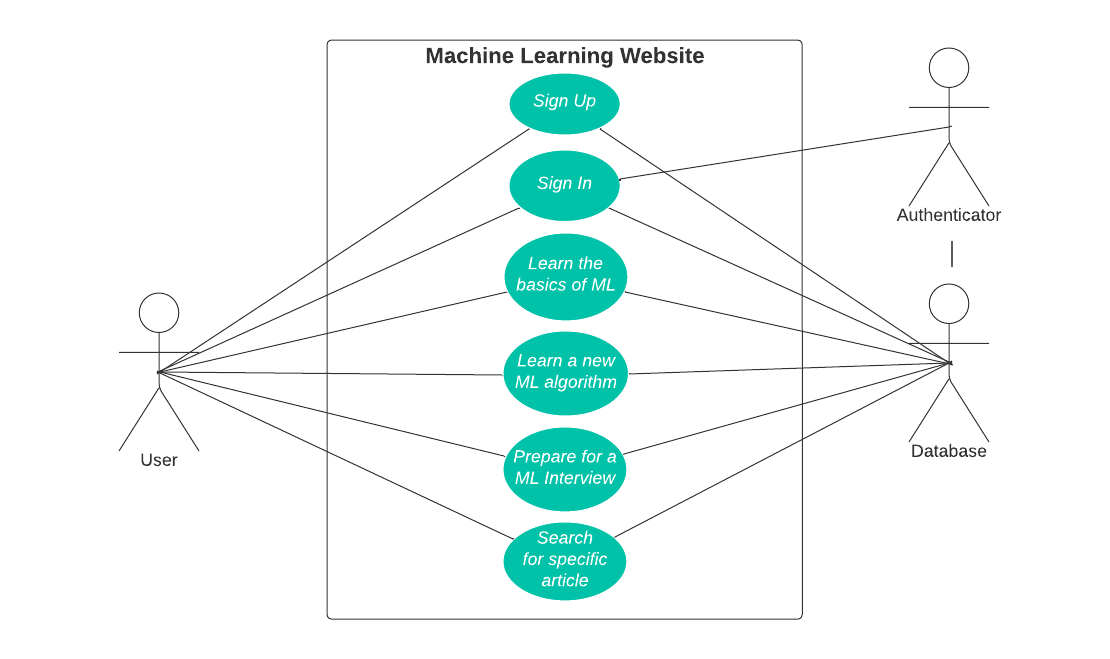 Machine Learning Website
Sign Up
Sign In
Authenticator
Learn the
basics of ML
Learn a new
ML algorithm
User
Database
Prepare for a
ML Interview
Search
for specific
article